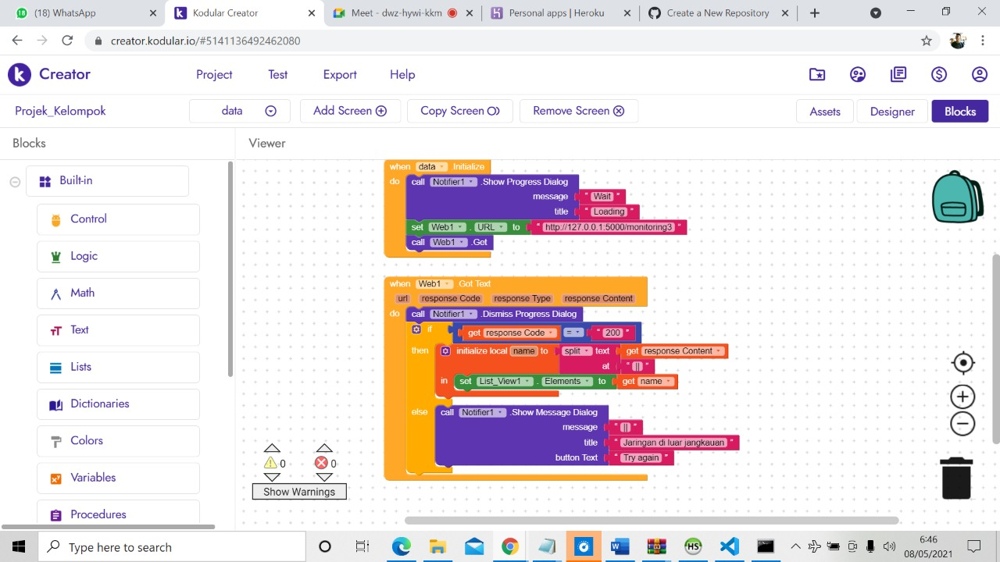 18 (18) WhatsApp
Kodular Creator
Meet - dwz-hywi-kkm
Personal apps | Heroku
Create a New Repository
creator.kodular.io/#5141136492462080
Creator
Project
Test
Export
Help
Projek_Kelompok
data
Add Screen
Copy Screen
Remove Screen
Assets
Designer
Blocks
Blocks
Viewer
Built-in
Control
Logic
Math
Text
Lists
Dictionaries
Colors
Variables
Procedures
when data .Initialize
do call Notifier1 .Show Progress Dialog
message " Wait "
title " Loading "
set Web1 . URL to " http://127.0.0.1:5000/monitoring3 "
call Web1 .Get
when Web1 .Got Text
url response Code response Type response Content
do call Notifier1 .Dismiss Progress Dialog
if get response Code = " 200 "
then initialize local name to split text get response Content
at " || "
in set List_View1 . Elements to get name
else call Notifier1 .Show Message Dialog
message " || "
title " Jaringan di luar jangkauan "
button Text " Try again "
0 0
Show Warnings
Type here to search
6:46
08/05/2021